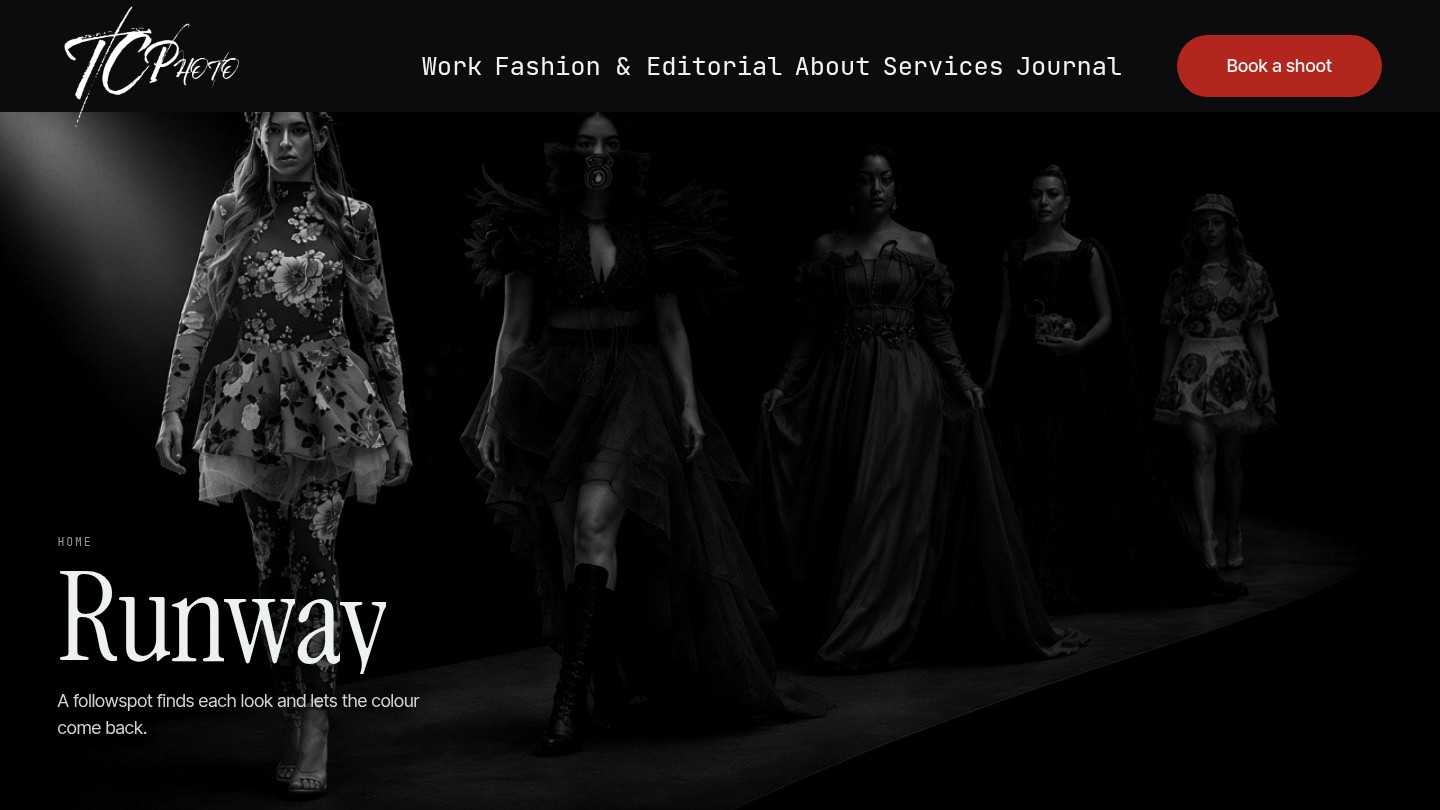 TCPHOTO
Work Fashion & Editorial About Services Journal
Book a shoot
HOME
Runway
A followspot finds each look and lets the colour
come back.